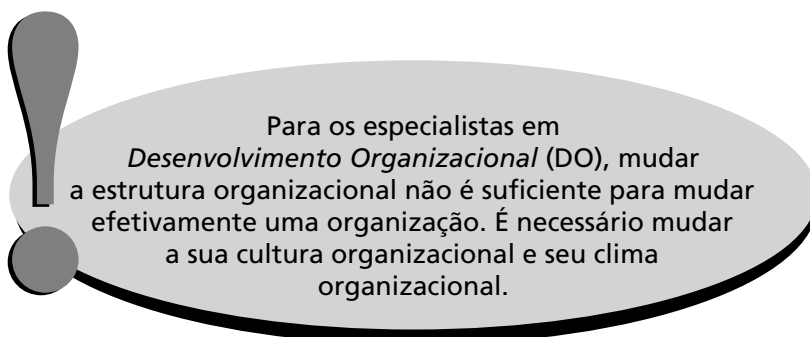 Para os especialistas em
Desenvolvimento Organizacional (DO), mudar
a estrutura organizacional não é suficiente para mudar
efetivamente uma organização. É necessário mudar
a sua cultura organizacional e seu clima
organizacional.